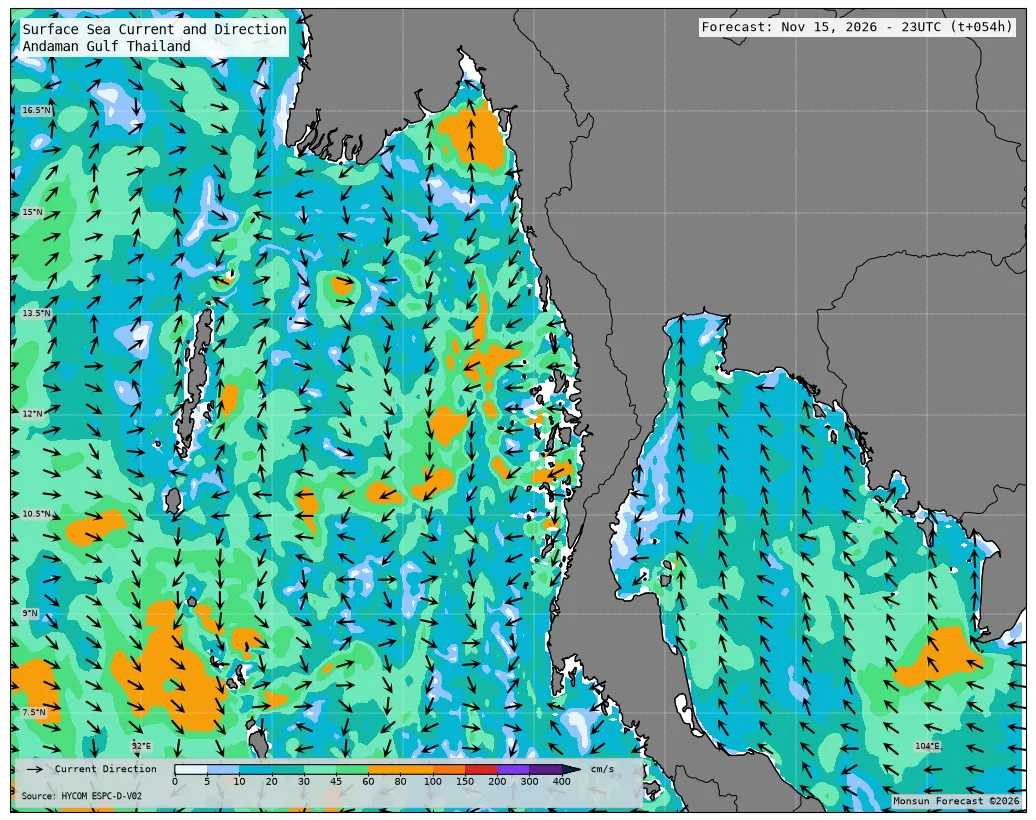 Surface Sea Current and Direction
Andaman Gulf Thailand
Forecast: Nov 15, 2026 - 23UTC (t+054h)
16.5°N
15°N
13.5°N
12°N
10.5°N
9°N
7.5°N
92°E
104°E
Current Direction
0 5 10 20 30 45 60 80 100 150 200 300 400 cm/s
Source: HYCOM ESPC-D-V02
Monsun Forecast ©2026